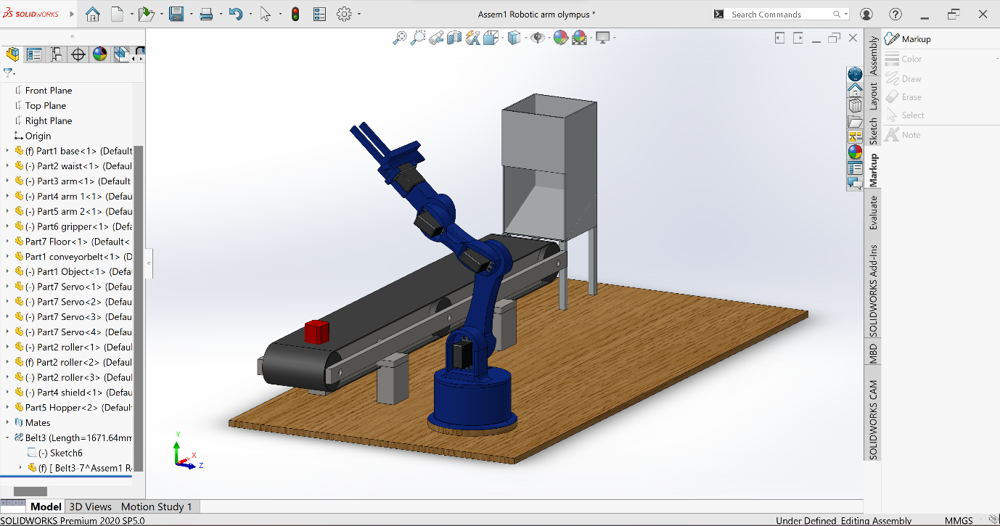 SOLIDWORKS
Assem1 Robotic arm olympus *
Search Commands
Front Plane
Top Plane
Right Plane
Origin
(f) Part1 base<1> (Default
(-) Part2 waist<1> (Defaul
(-) Part3 arm<1> (Default
(-) Part4 arm 1<1> (Defau
(-) Part5 arm 2<1> (Defau
(-) Part6 gripper<1> (Defa
Part7 Floor<1> (Default<
Part1 conveyorbelt<1> (D
(-) Part1 Object<1> (Defau
(-) Part7 Servo<1> (Defaul
(-) Part7 Servo<2> (Defaul
(-) Part7 Servo<3> (Defaul
(-) Part7 Servo<4> (Defaul
(-) Part2 roller<1> (Defaul
(f) Part2 roller<2> (Defaul
(-) Part2 roller<3> (Defaul
(-) Part4 shield<1> (Defau
Part5 Hopper<2> (Default
Mates
Belt3 (Length=1671.64mm
(-) Sketch6
(f) [ Belt3-7^Assem1 R
Y
X
Z
Assembly
Layout
Sketch
Markup
Evaluate
SOLIDWORKS Add-Ins
MBD
SOLIDWORKS CAM
Markup
Color
Draw
Erase
Select
Note
Model
3D Views
Motion Study 1
SOLIDWORKS Premium 2020 SP5.0
Under Defined
Editing Assembly
MMGS